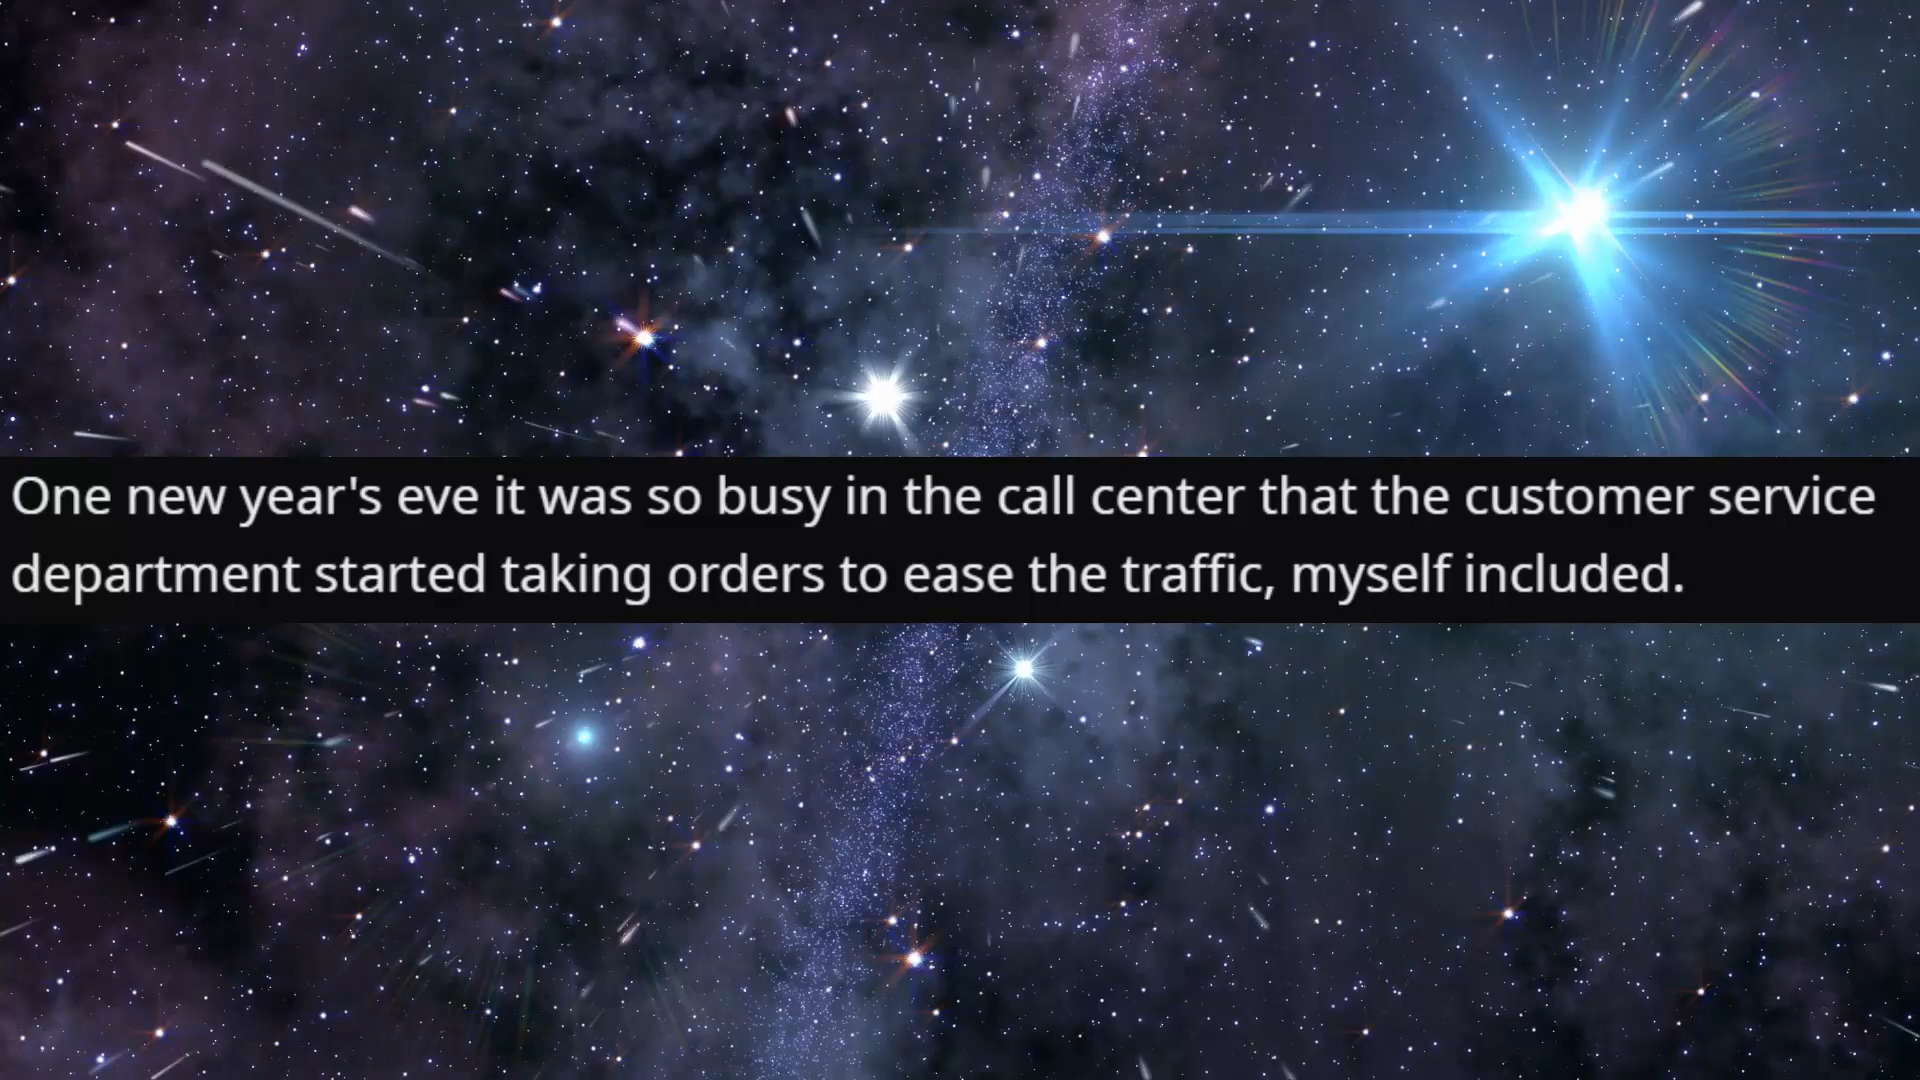 One new year's eve it was so busy in the call center that the customer service
department started taking orders to ease the traffic, myself included.